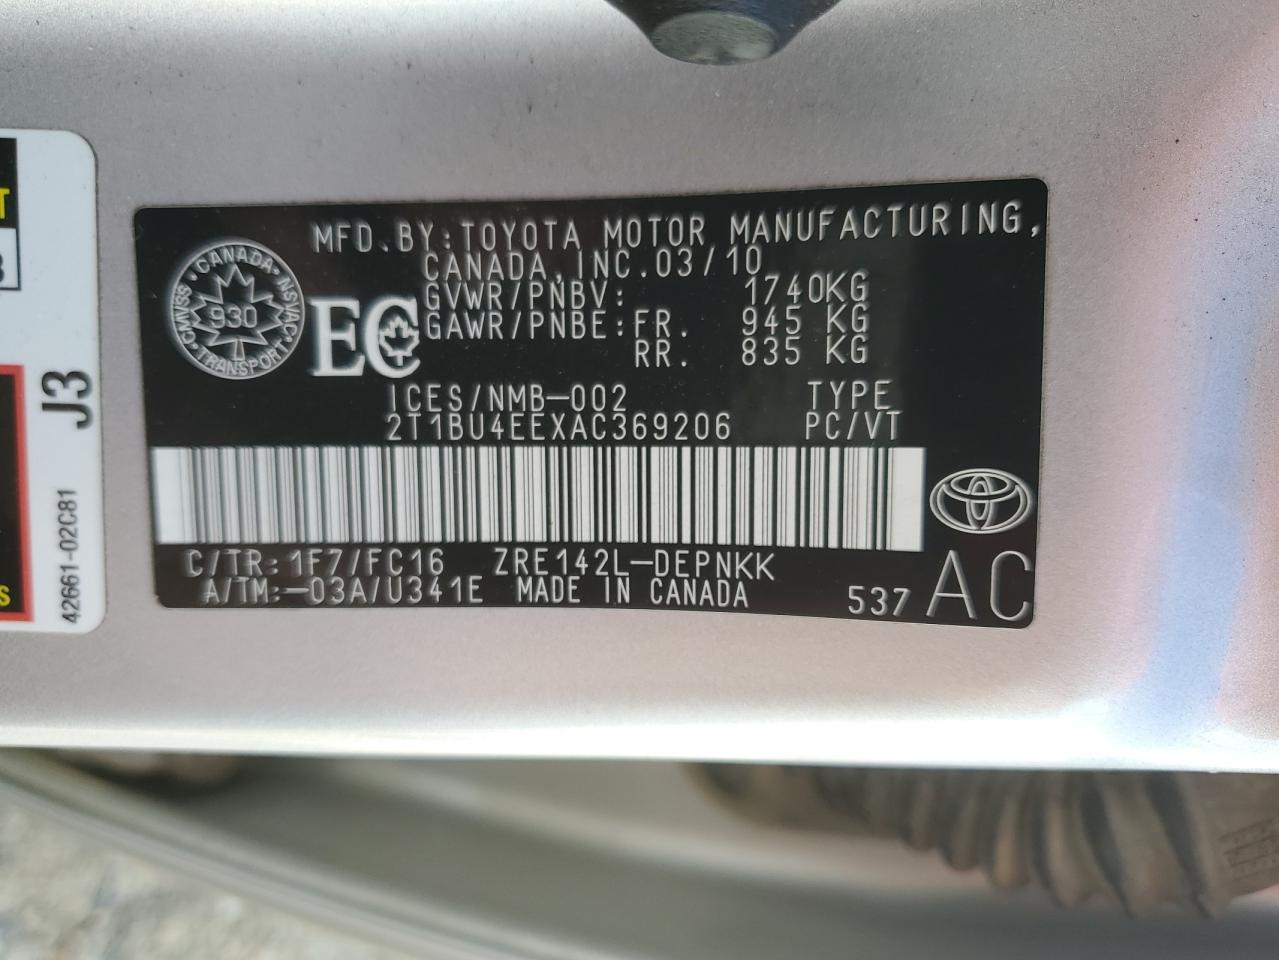 MFD.BY:TOYOTA MOTOR MANUFACTURING,
CANADA,INC.03/10
GVWR/PNBV: 1740KG
GAWR/PNBE:FR. 945 KG
RR. 835 KG
CANADA
NSVAC
TRANSPORT
CMVSS
930
EC
ICES/NMB-002 TYPE
2T1BU4EEXAC369206 PC/VT
C/TR:1F7/FC16 ZRE142L-DEPNKK
A/TM:-03A/U341E MADE IN CANADA
537 AC
J3
42661-02C81
T
S